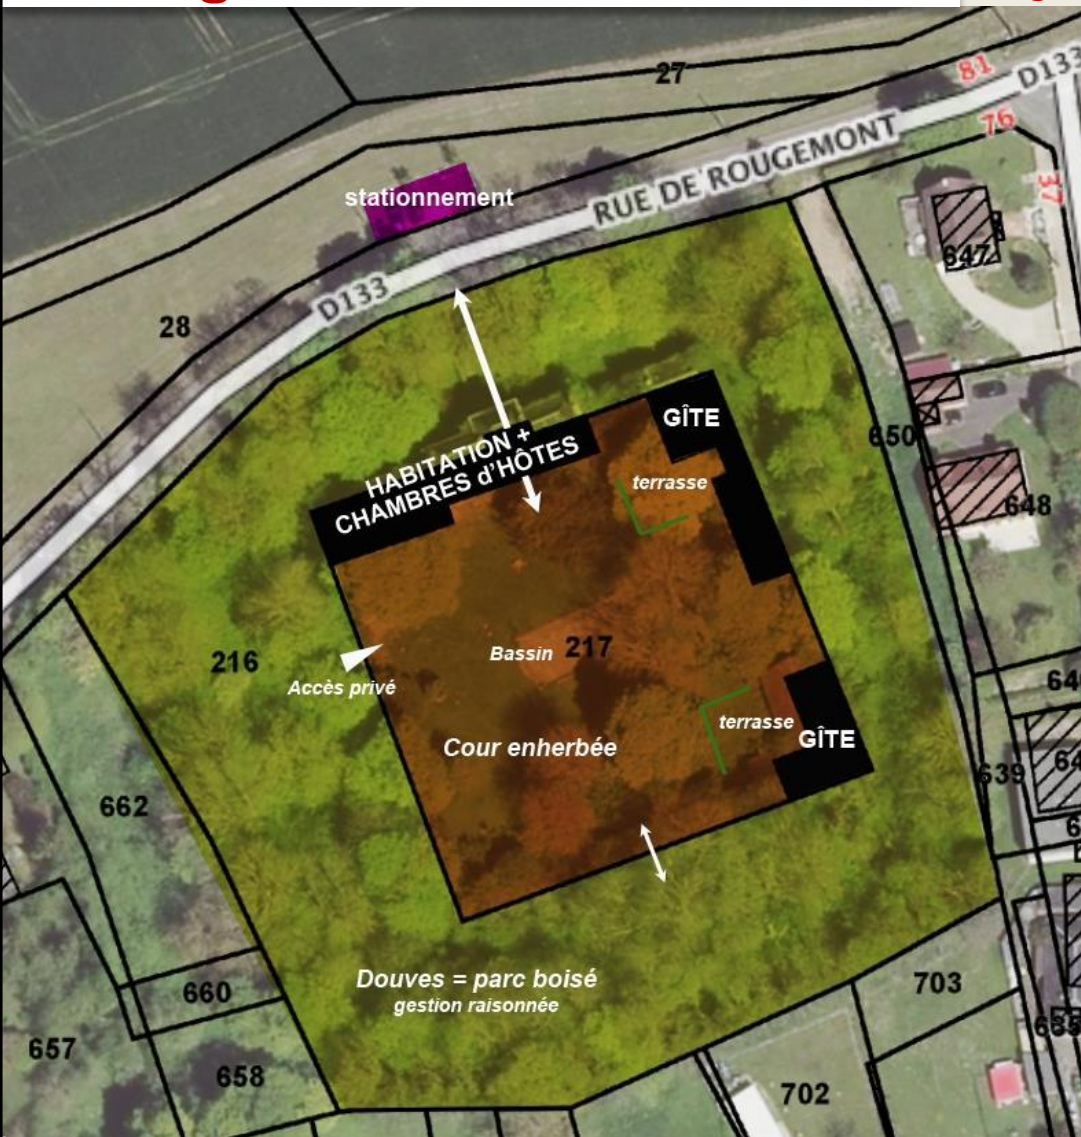 27
81
D133
76
RUE DE ROUGEMONT
37
stationnement
647
D133
28
GÎTE
650
HABITATION +
CHAMBRES d'HÔTES
terrasse
648
217
Bassin
216
Accès privé
terrasse
GÎTE
Cour enherbée
639
662
Douves = parc boisé
gestion raisonnée
703
660
657
658
702